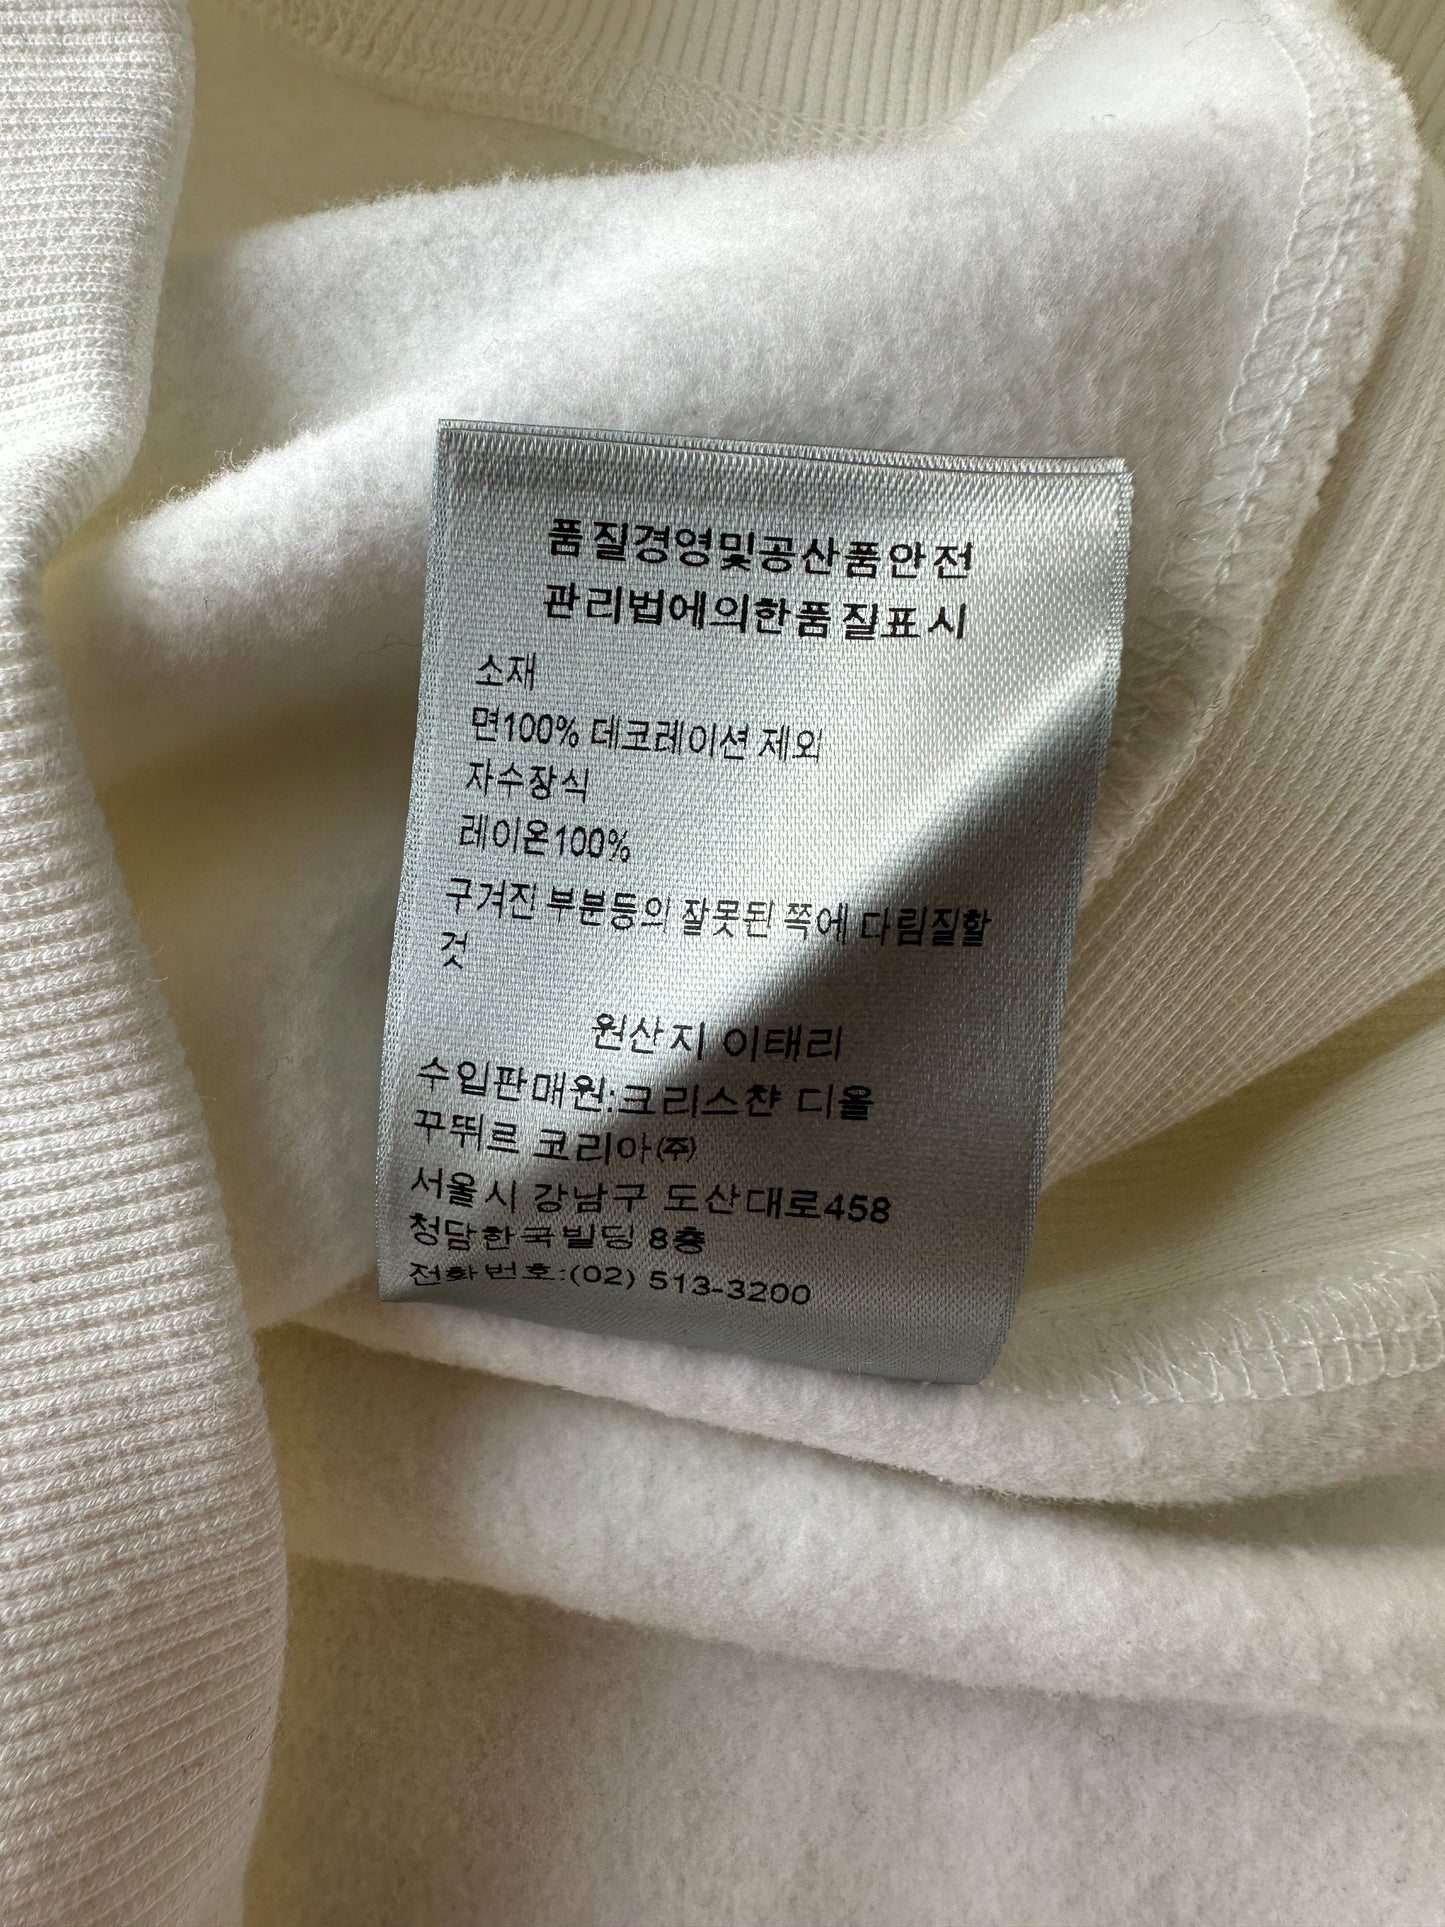 품질경영및공산품안전
관리법에의한품질표시
소재
면100% 데코레이션 제외
자수장식
레이온100%
구겨진 부분등의 잘못된 쪽에 다림질할
것
원산지 이태리
수입판매원:크리스챤 디올
꾸뛰르 코리아㈜
서울시 강남구 도산대로458
청담한국빌딩 8층
전화번호:(02) 513-3200